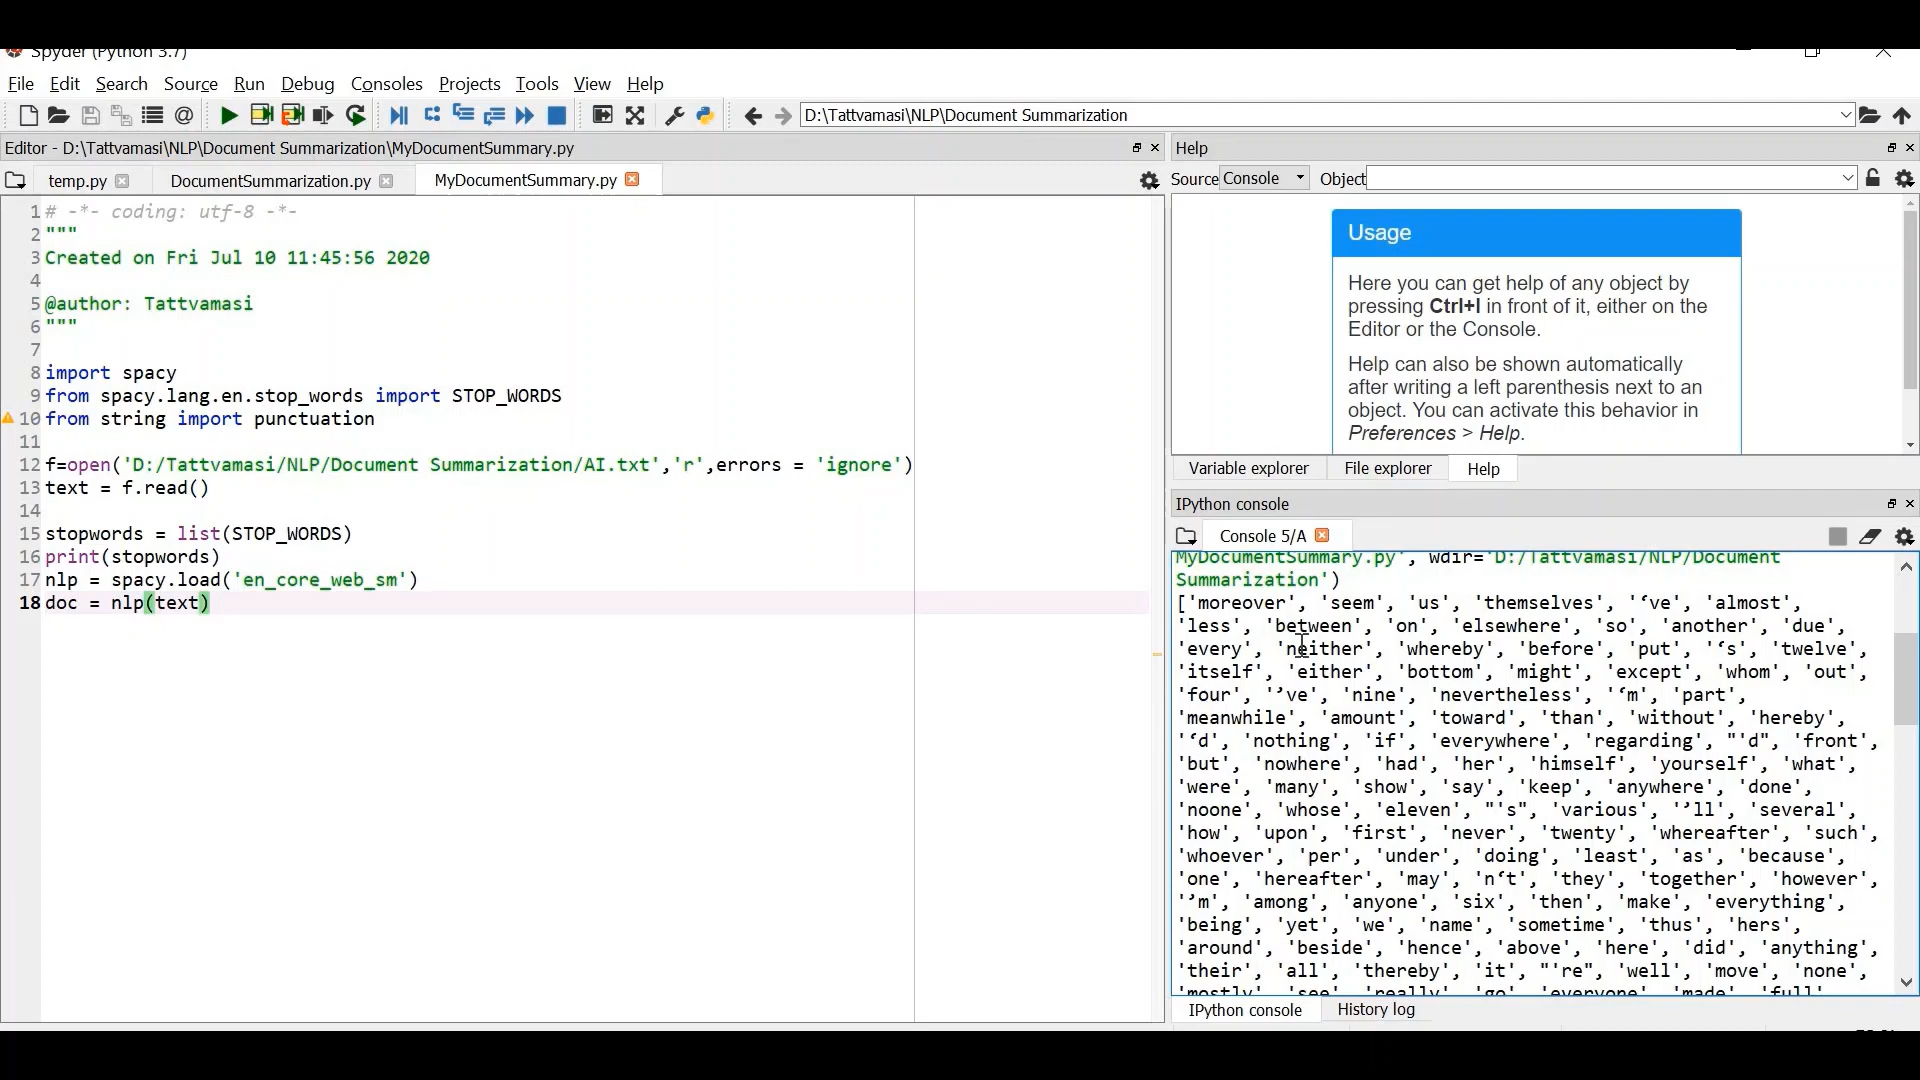 Spyder (Python 3.7)
File Edit Search Source Run Debug Consoles Projects Tools View Help
D:\Tattvamasi\NLP\Document Summarization
Editor - D:\Tattvamasi\NLP\Document Summarization\MyDocumentSummary.py
temp.py DocumentSummarization.py MyDocumentSummary.py
1 # -*- coding: utf-8 -*-
2 """
3 Created on Fri Jul 10 11:45:56 2020
4
5 @author: Tattvamasi
6 """
7
8 import spacy
9 from spacy.lang.en.stop_words import STOP_WORDS
10 from string import punctuation
11
12 f=open('D:/Tattvamasi/NLP/Document Summarization/AI.txt','r',errors = 'ignore')
13 text = f.read()
14
15 stopwords = list(STOP_WORDS)
16 print(stopwords)
17 nlp = spacy.load('en_core_web_sm')
18 doc = nlp(text)
Help
Source Console Object
Usage
Here you can get help of any object by
pressing Ctrl+I in front of it, either on the
Editor or the Console.
Help can also be shown automatically
after writing a left parenthesis next to an
object. You can activate this behavior in
Preferences > Help.
Variable explorer File explorer Help
IPython console
Console 5/A
MyDocumentSummary.py', wdir='D:/Tattvamasi/NLP/Document
Summarization')
['moreover', 'seem', 'us', 'themselves', '‘ve', 'almost',
'less', 'between', 'on', 'elsewhere', 'so', 'another', 'due',
'every', 'neither', 'whereby', 'before', 'put', '‘s', 'twelve',
'itself', 'either', 'bottom', 'might', 'except', 'whom', 'out',
'four', '’ve', 'nine', 'nevertheless', '‘m', 'part',
'meanwhile', 'amount', 'toward', 'than', 'without', 'hereby',
'‘d', 'nothing', 'if', 'everywhere', 'regarding', "'d", 'front',
'but', 'nowhere', 'had', 'her', 'himself', 'yourself', 'what',
'were', 'many', 'show', 'say', 'keep', 'anywhere', 'done',
'noone', 'whose', 'eleven', "'s", 'various', '’ll', 'several',
'how', 'upon', 'first', 'never', 'twenty', 'whereafter', 'such',
'whoever', 'per', 'under', 'doing', 'least', 'as', 'because',
'one', 'hereafter', 'may', 'n‘t', 'they', 'together', 'however',
'’m', 'among', 'anyone', 'six', 'then', 'make', 'everything',
'being', 'yet', 'we', 'name', 'sometime', 'thus', 'hers',
'around', 'beside', 'hence', 'above', 'here', 'did', 'anything',
'their', 'all', 'thereby', 'it', "'re", 'well', 'move', 'none',
'mostly', 'see', 'really', 'go', 'everyone', 'made', 'full',
IPython console History log